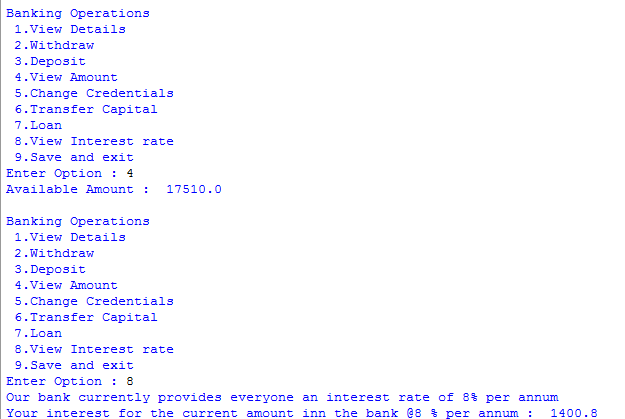 Banking Operations
1.View Details
2.Withdraw
3.Deposit
4.View Amount
5.Change Credentials
6.Transfer Capital
7.Loan
8.View Interest rate
9.Save and exit
Enter Option : 4
Available Amount :  17510.0
Banking Operations
1.View Details
2.Withdraw
3.Deposit
4.View Amount
5.Change Credentials
6.Transfer Capital
7.Loan
8.View Interest rate
9.Save and exit
Enter Option : 8
Our bank currently provides everyone an interest rate of 8% per annum
Your interest for the current amount inn the bank @8 % per annum :  1400.8